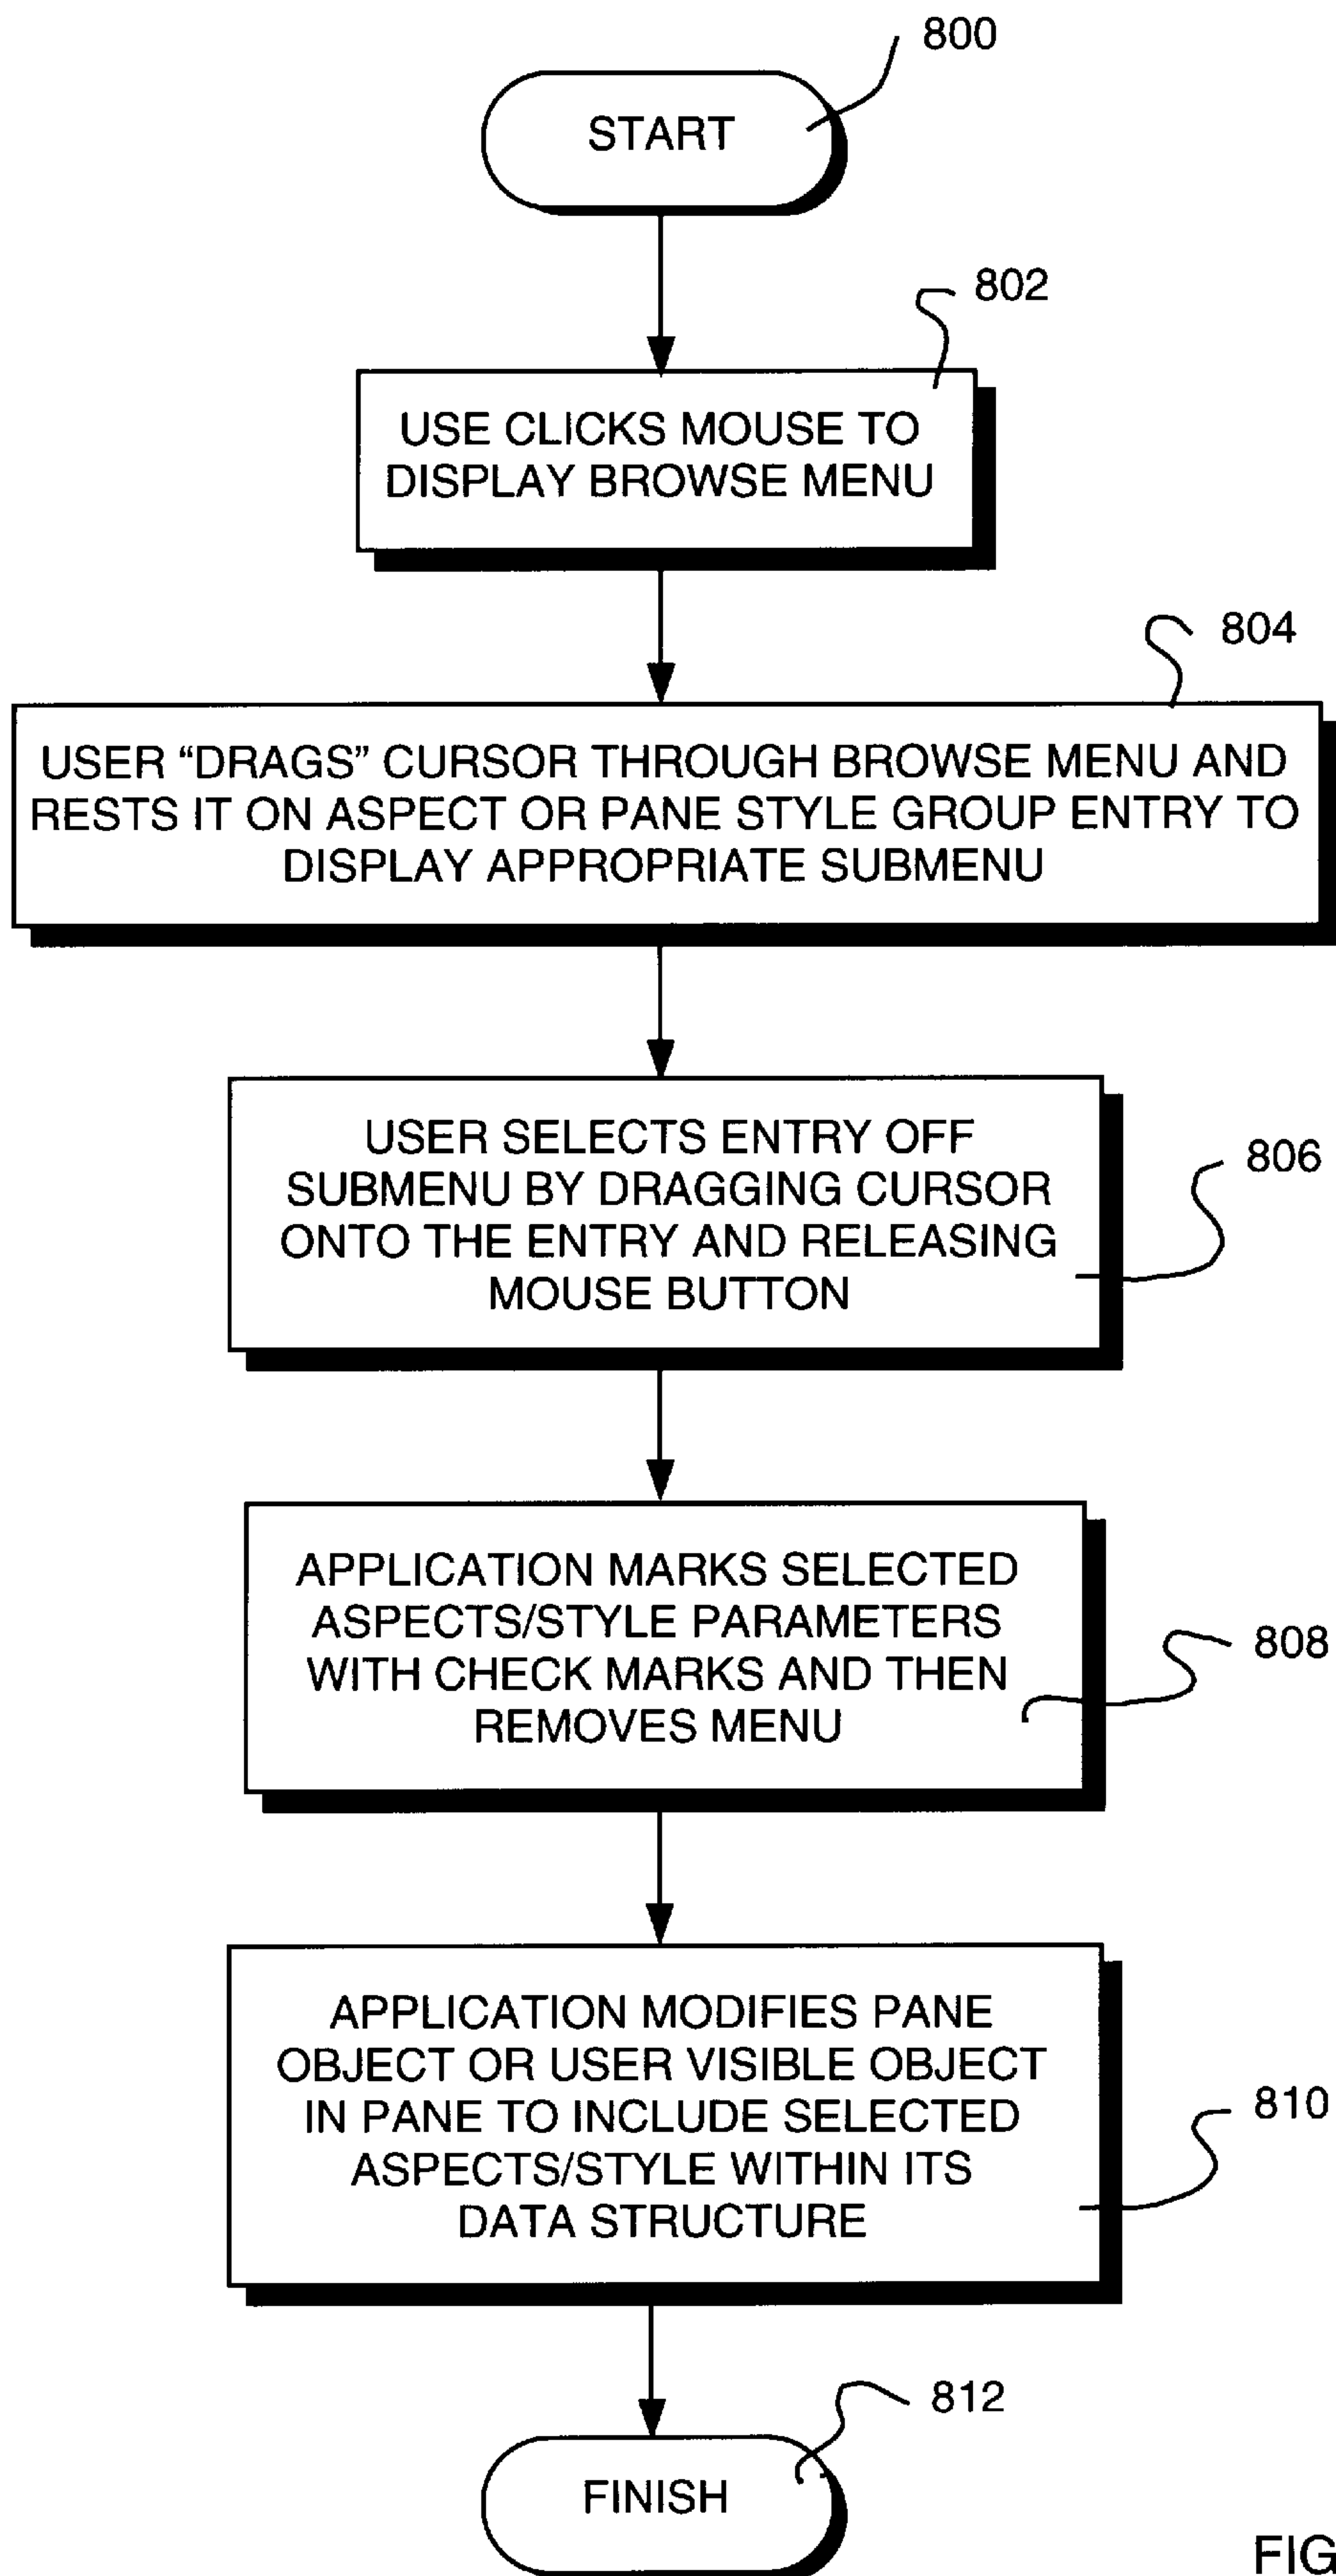 800
START
802
USE CLICKS MOUSE TO
DISPLAY BROWSE MENU
804
USER “DRAGS” CURSOR THROUGH BROWSE MENU AND
RESTS IT ON ASPECT OR PANE STYLE GROUP ENTRY TO
DISPLAY APPROPRIATE SUBMENU
USER SELECTS ENTRY OFF
SUBMENU BY DRAGGING CURSOR
ONTO THE ENTRY AND RELEASING
MOUSE BUTTON
806
APPLICATION MARKS SELECTED
ASPECTS/STYLE PARAMETERS
WITH CHECK MARKS AND THEN
REMOVES MENU
808
APPLICATION MODIFIES PANE
OBJECT OR USER VISIBLE OBJECT
IN PANE TO INCLUDE SELECTED
ASPECTS/STYLE WITHIN ITS
DATA STRUCTURE
810
812
FINISH
FIG